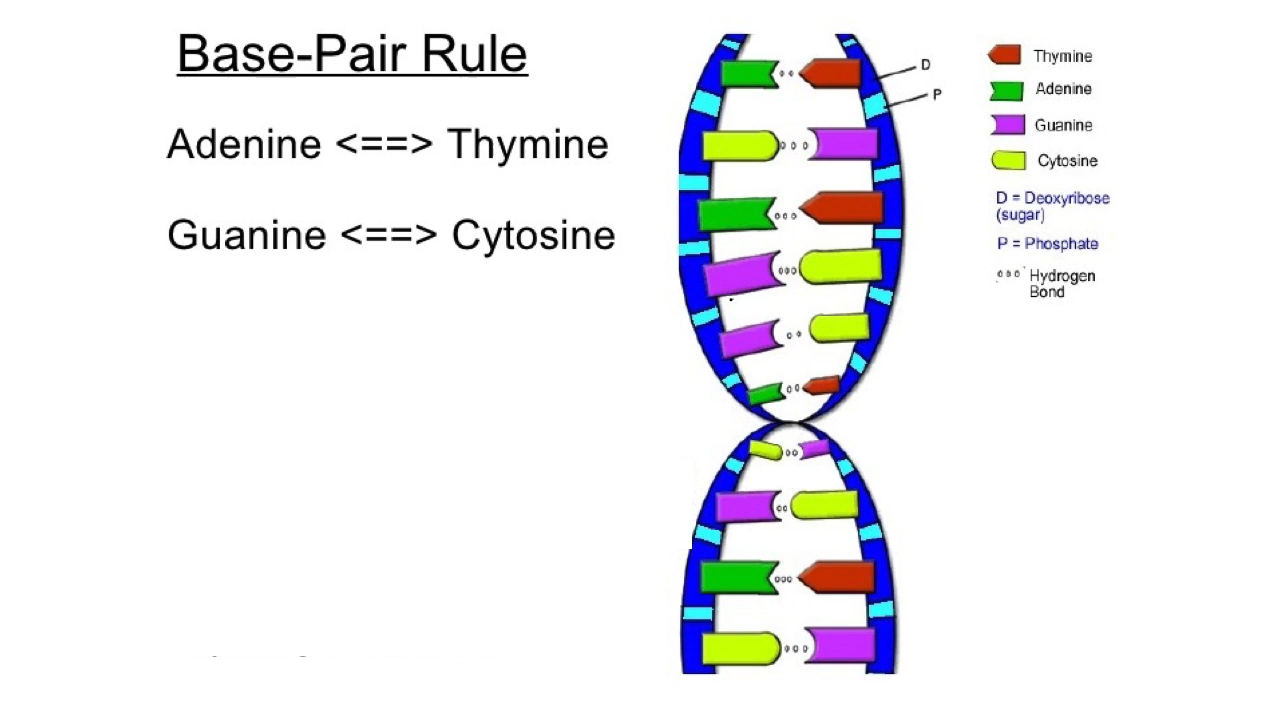 Base-Pair Rule
Adenine <==> Thymine
Guanine <==> Cytosine
D
P
Thymine
Adenine
Guanine
Cytosine
D = Deoxyribose
(sugar)
P = Phosphate
Hydrogen
Bond